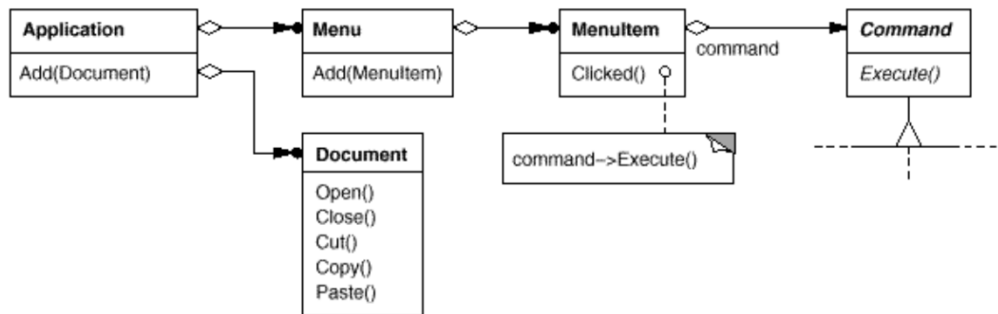 Application
Add(Document)
Menu
Add(MenuItem)
MenuItem
Clicked()
command
Command
Execute()
command–>Execute()
Document
Open()
Close()
Cut()
Copy()
Paste()